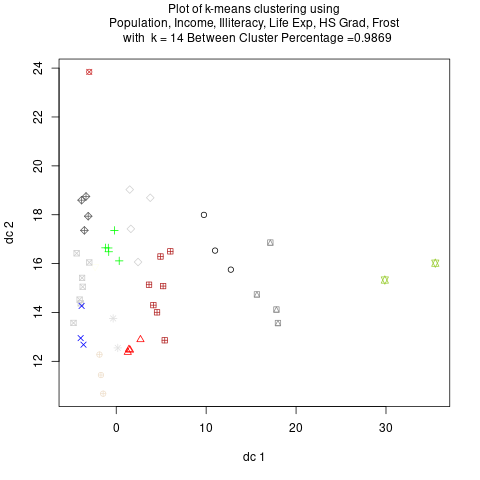 Plot of k-means clustering using
Population, Income, Illiteracy, Life Exp, HS Grad, Frost
with k = 14 Between Cluster Percentage =0.9869
24
22
20
18
16
14
12
dc 2
0
10
20
30
dc 1